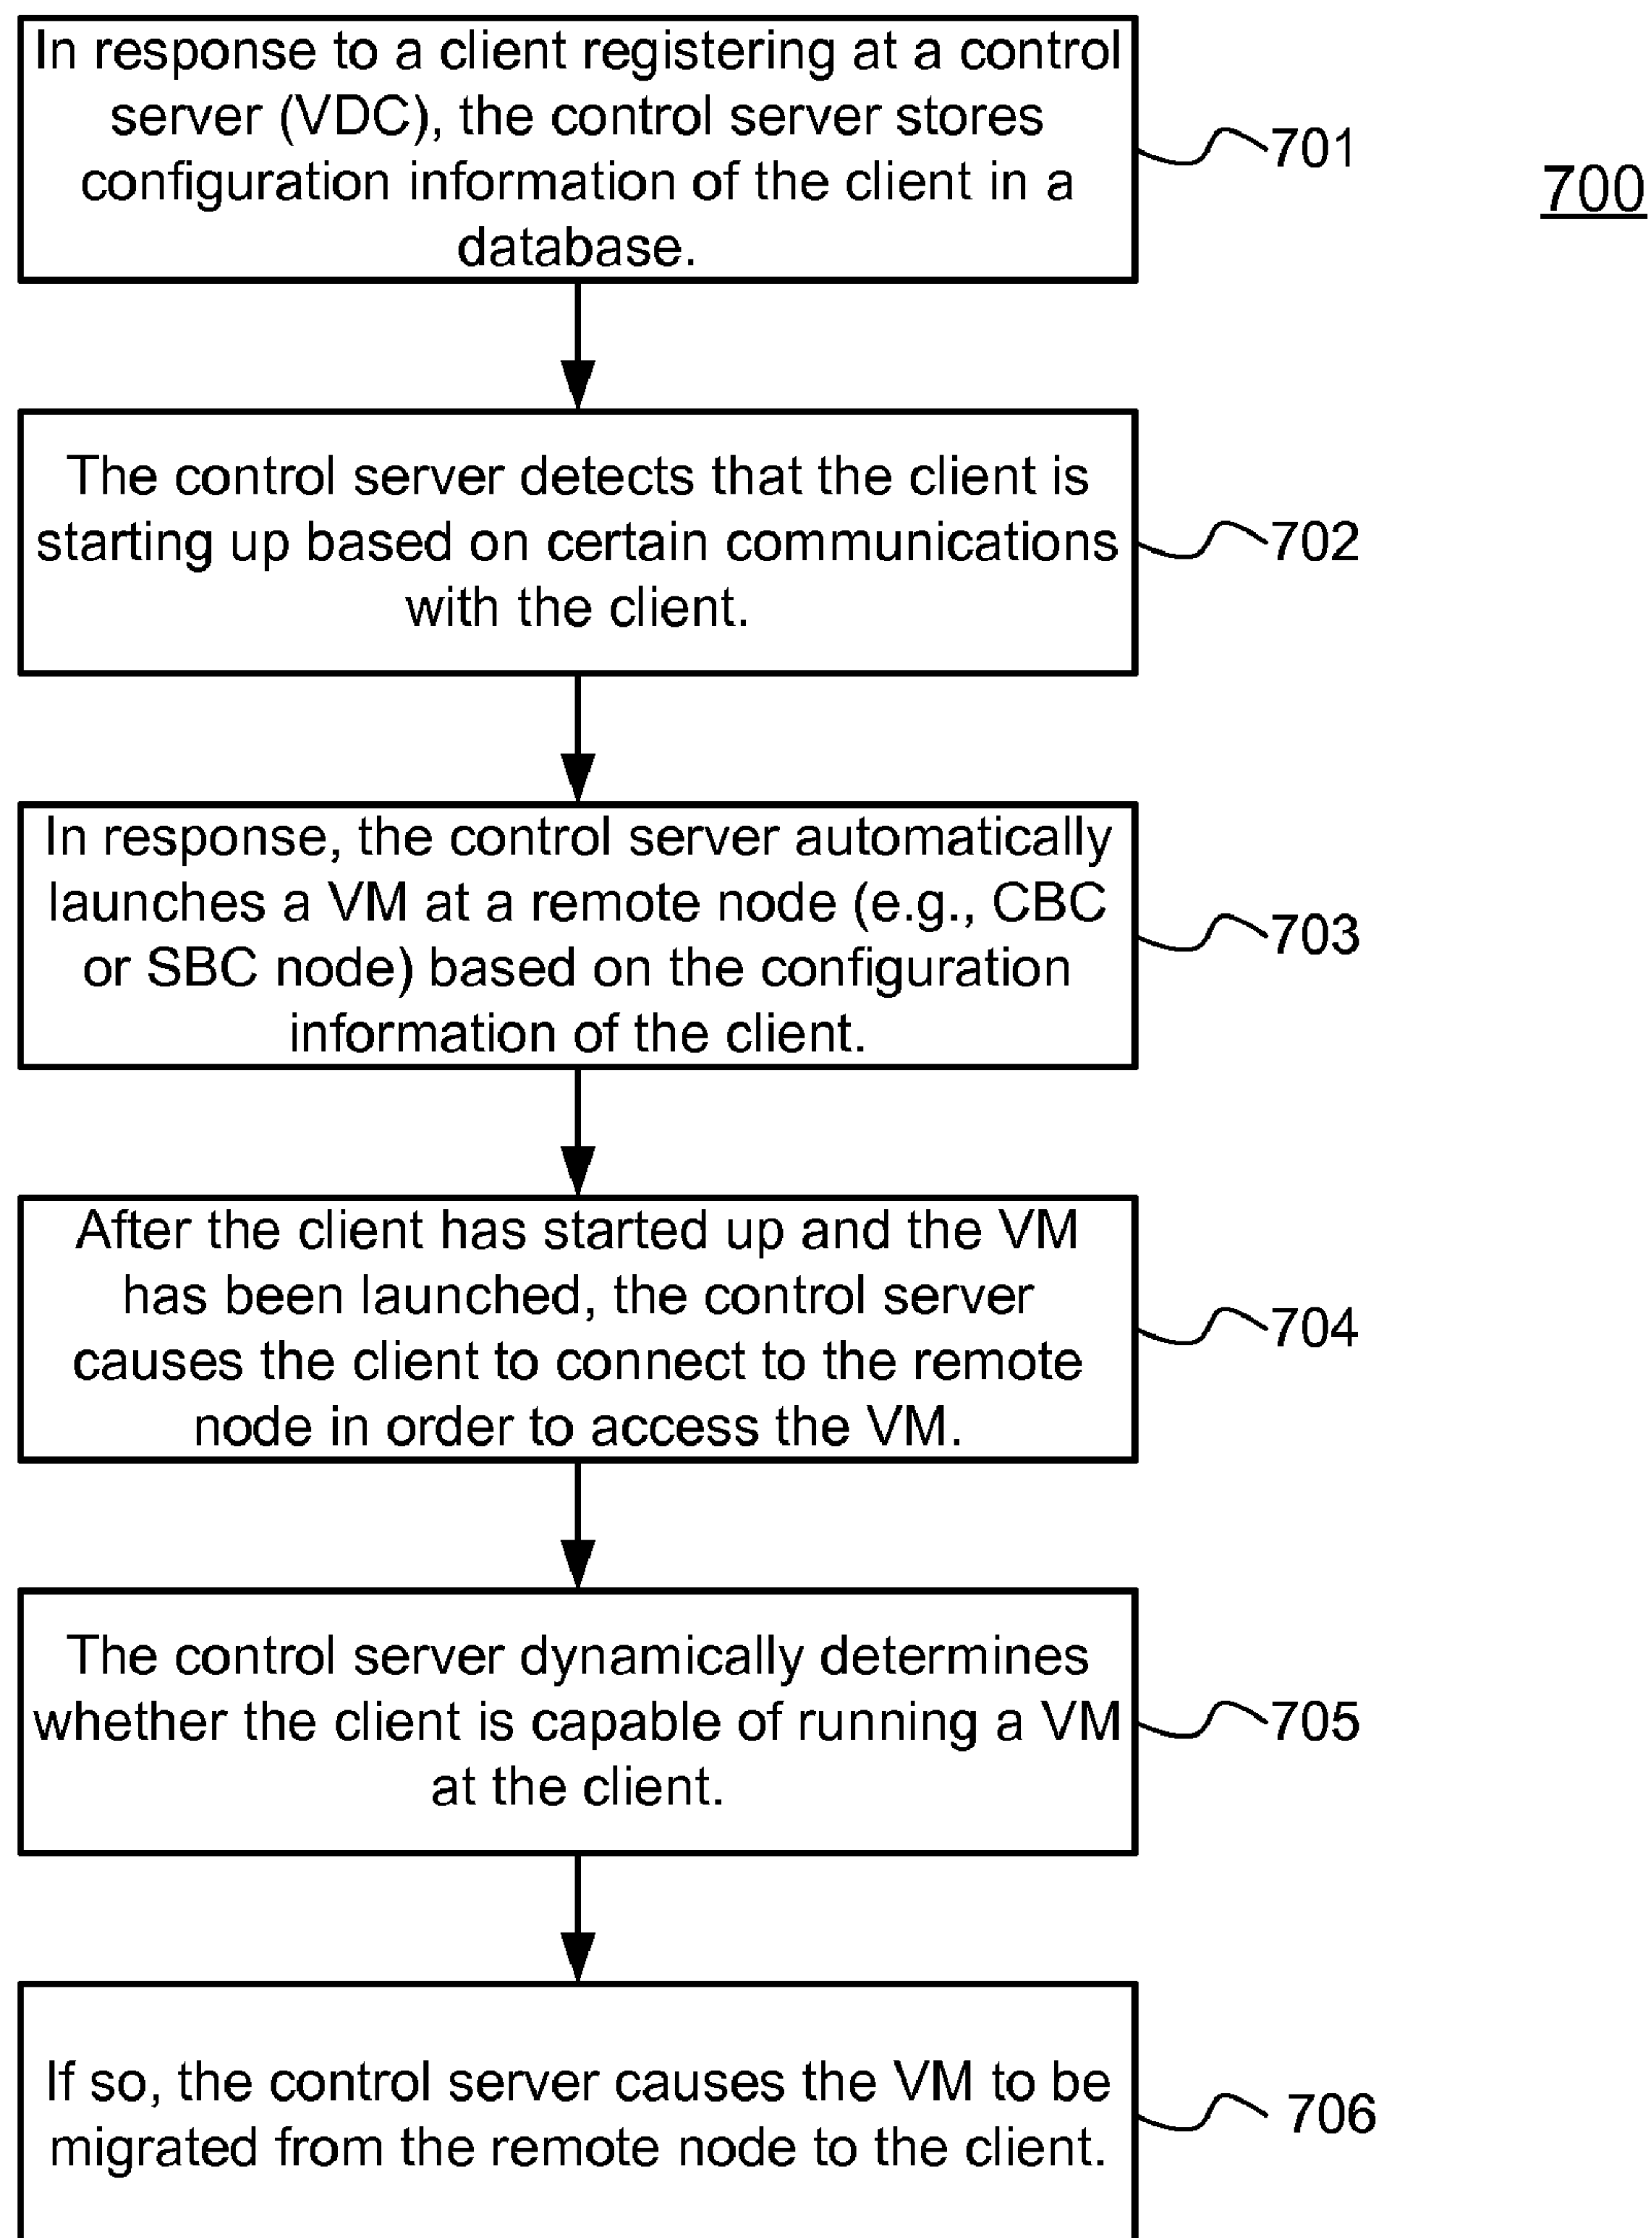 In response to a client registering at a control
server (VDC), the control server stores
configuration information of the client in a
database.
701
700
The control server detects that the client is
starting up based on certain communications
with the client.
702
In response, the control server automatically
launches a VM at a remote node (e.g., CBC
or SBC node) based on the configuration
information of the client.
703
After the client has started up and the VM
has been launched, the control server
causes the client to connect to the remote
node in order to access the VM.
704
The control server dynamically determines
whether the client is capable of running a VM
at the client.
705
If so, the control server causes the VM to be
migrated from the remote node to the client.
706